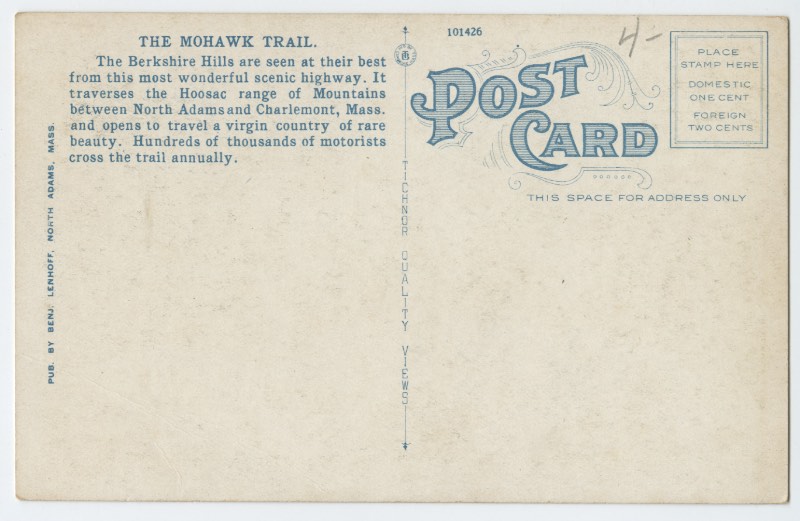 THE MOHAWK TRAIL.
The Berkshire Hills are seen at their best
from this most wonderful scenic highway. It
traverses the Hoosac range of Mountains
between North Adams and Charlemont, Mass.
and opens to travel a virgin country of rare
beauty. Hundreds of thousands of motorists
cross the trail annually.
PUB. BY BENJ. LENHOFF, NORTH ADAMS, MASS.
TICHNOR QUALITY VIEWS
101426
4-
POST
CARD
THIS SPACE FOR ADDRESS ONLY
PLACE
STAMP HERE
DOMESTIC
ONE CENT
FOREIGN
TWO CENTS